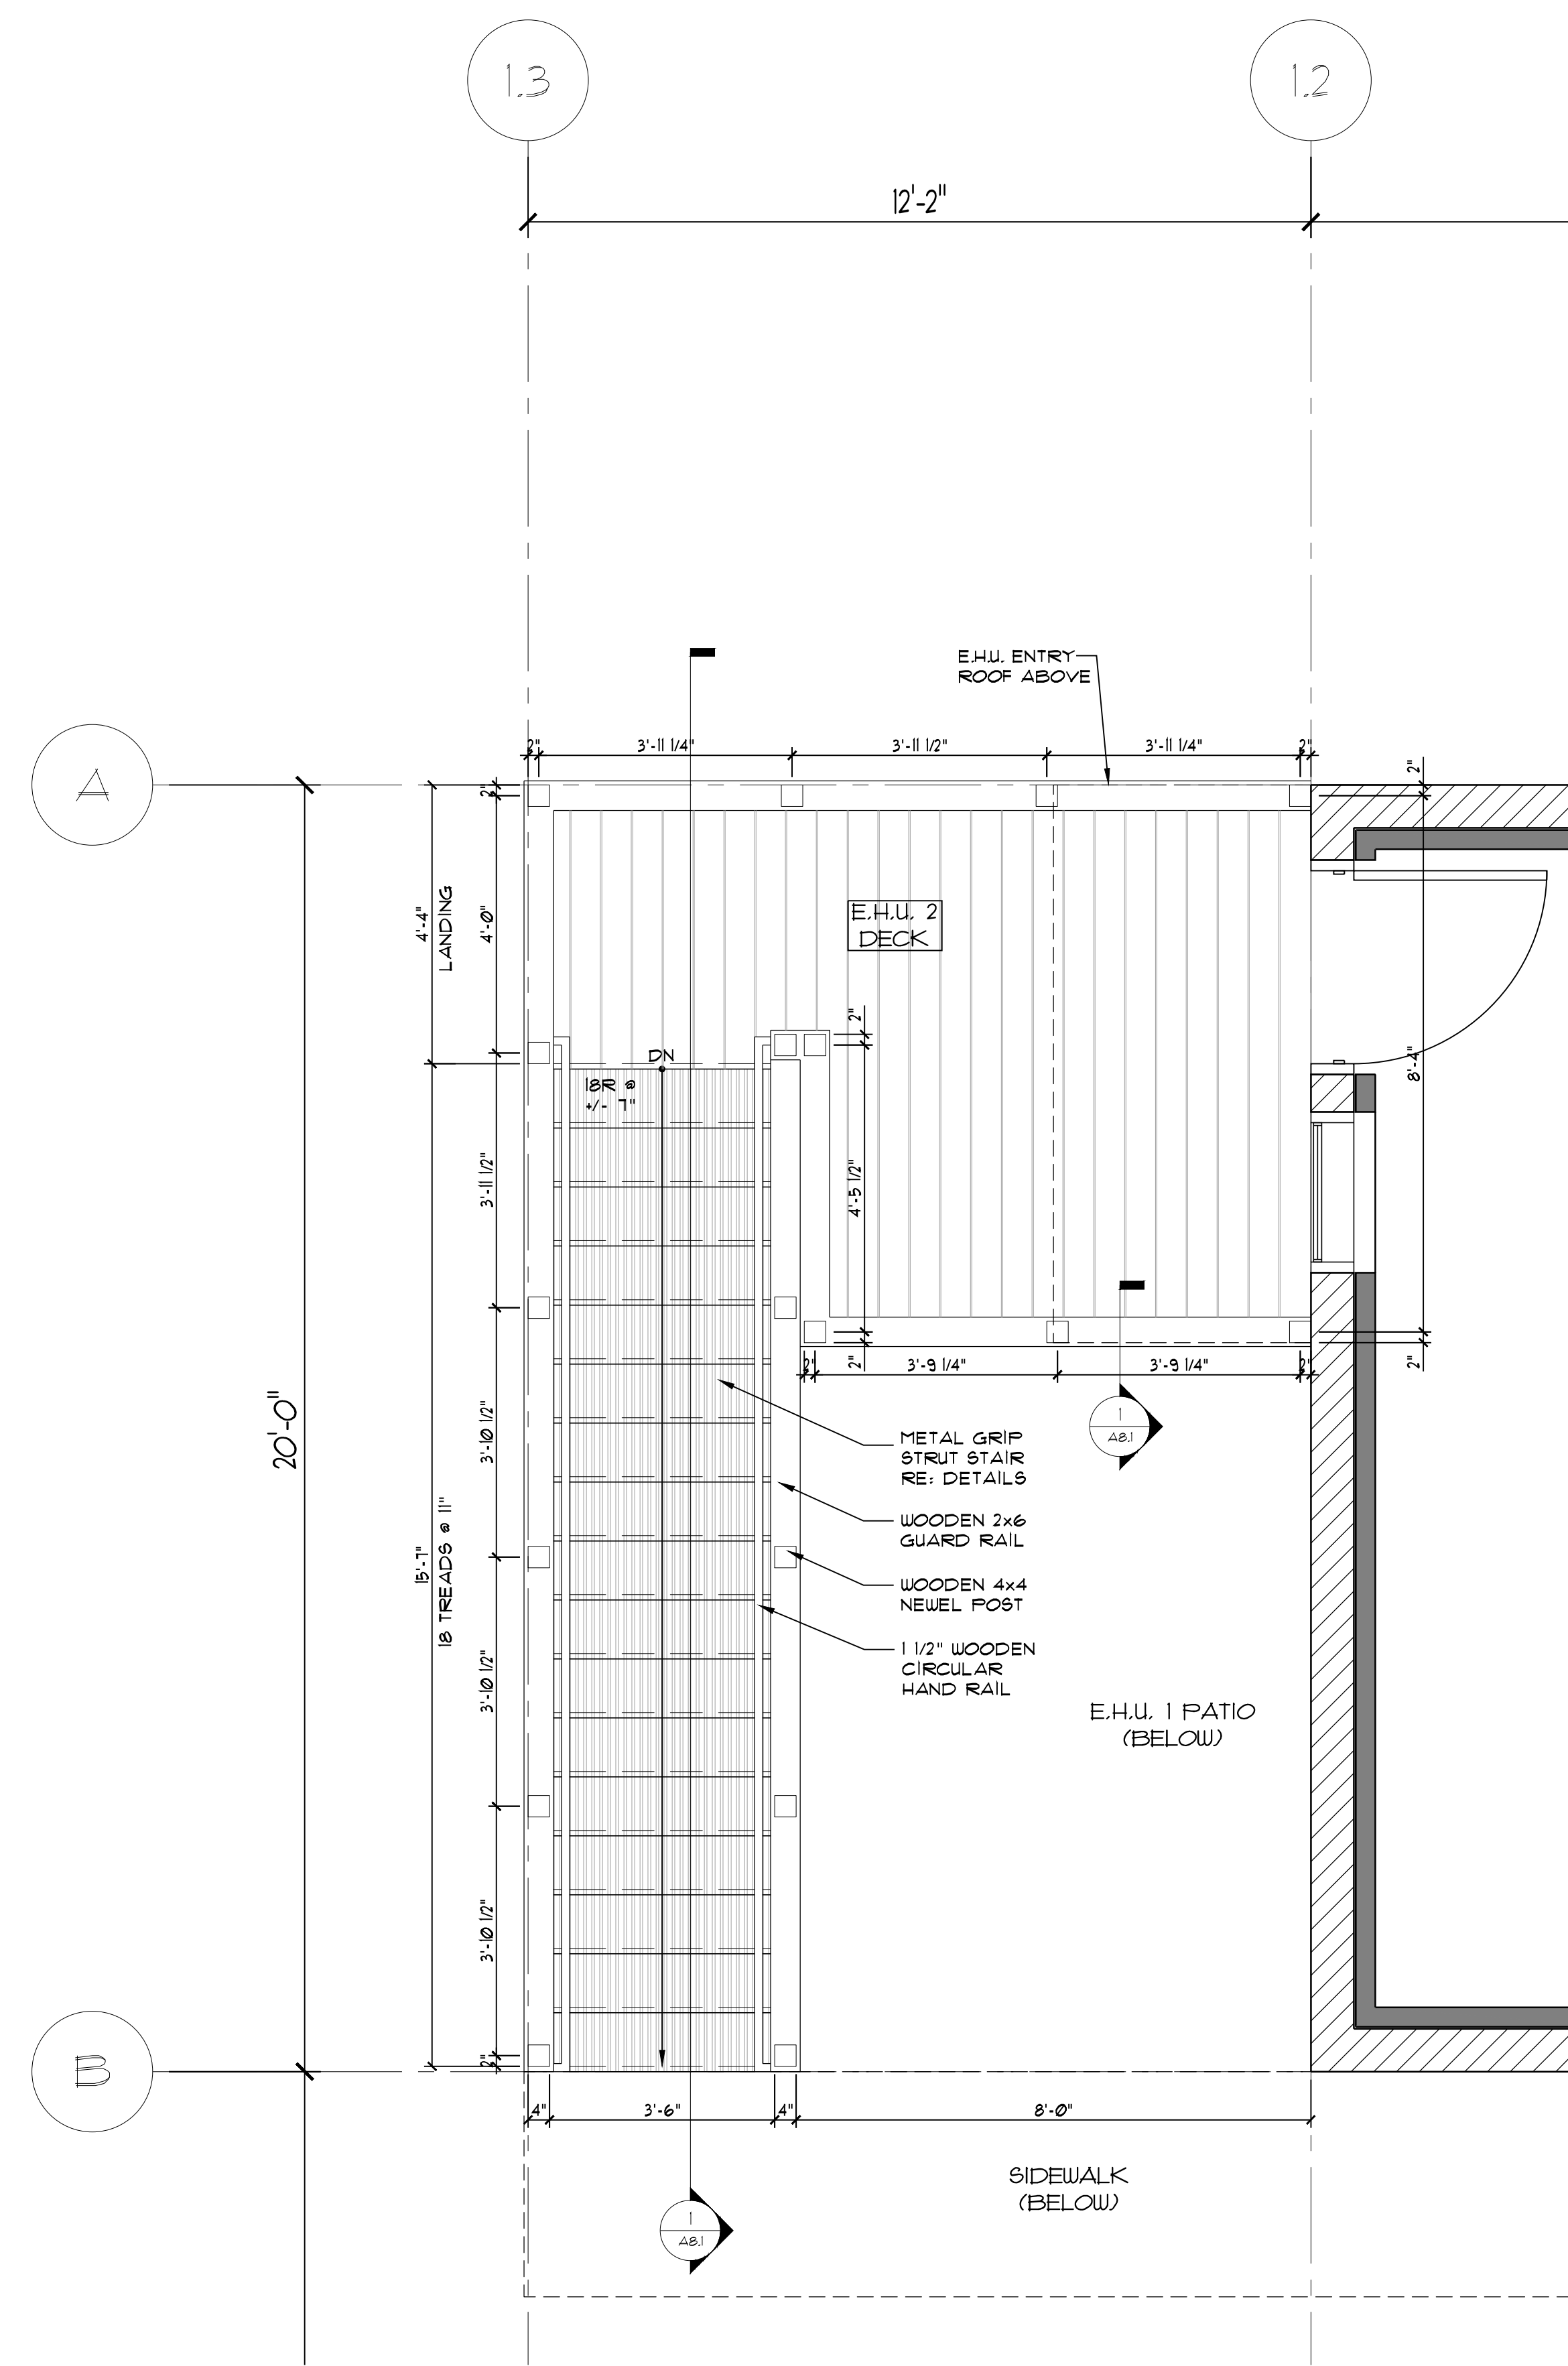 1.3
1.2
12'-2"
E.H.U. ENTRY
ROOF ABOVE
2"
3'-11 1/4"
3'-11 1/2"
3'-11 1/4"
2"
A
2"
2"
4'-4"
LANDING
4'-0"
E.H.U. 2
DECK
2"
DN
18R @
+/- 7"
8'-4"
3'-11 1/2"
4'-5 1/2"
2"
3'-9 1/4"
3'-9 1/4"
2"
2"
2"
20'-0"
3'-10 1/2"
1
A8.1
METAL GRIP
STRUT STAIR
RE: DETAILS
WOODEN 2x6
GUARD RAIL
15'-7"
18 TREADS @ 11"
WOODEN 4x4
NEWEL POST
3'-10 1/2"
1 1/2" WOODEN
CIRCULAR
HAND RAIL
E.H.U. 1 PATIO
(BELOW)
3'-10 1/2"
B
2"
4"
3'-6"
4"
8'-0"
SIDEWALK
(BELOW)
1
A8.1